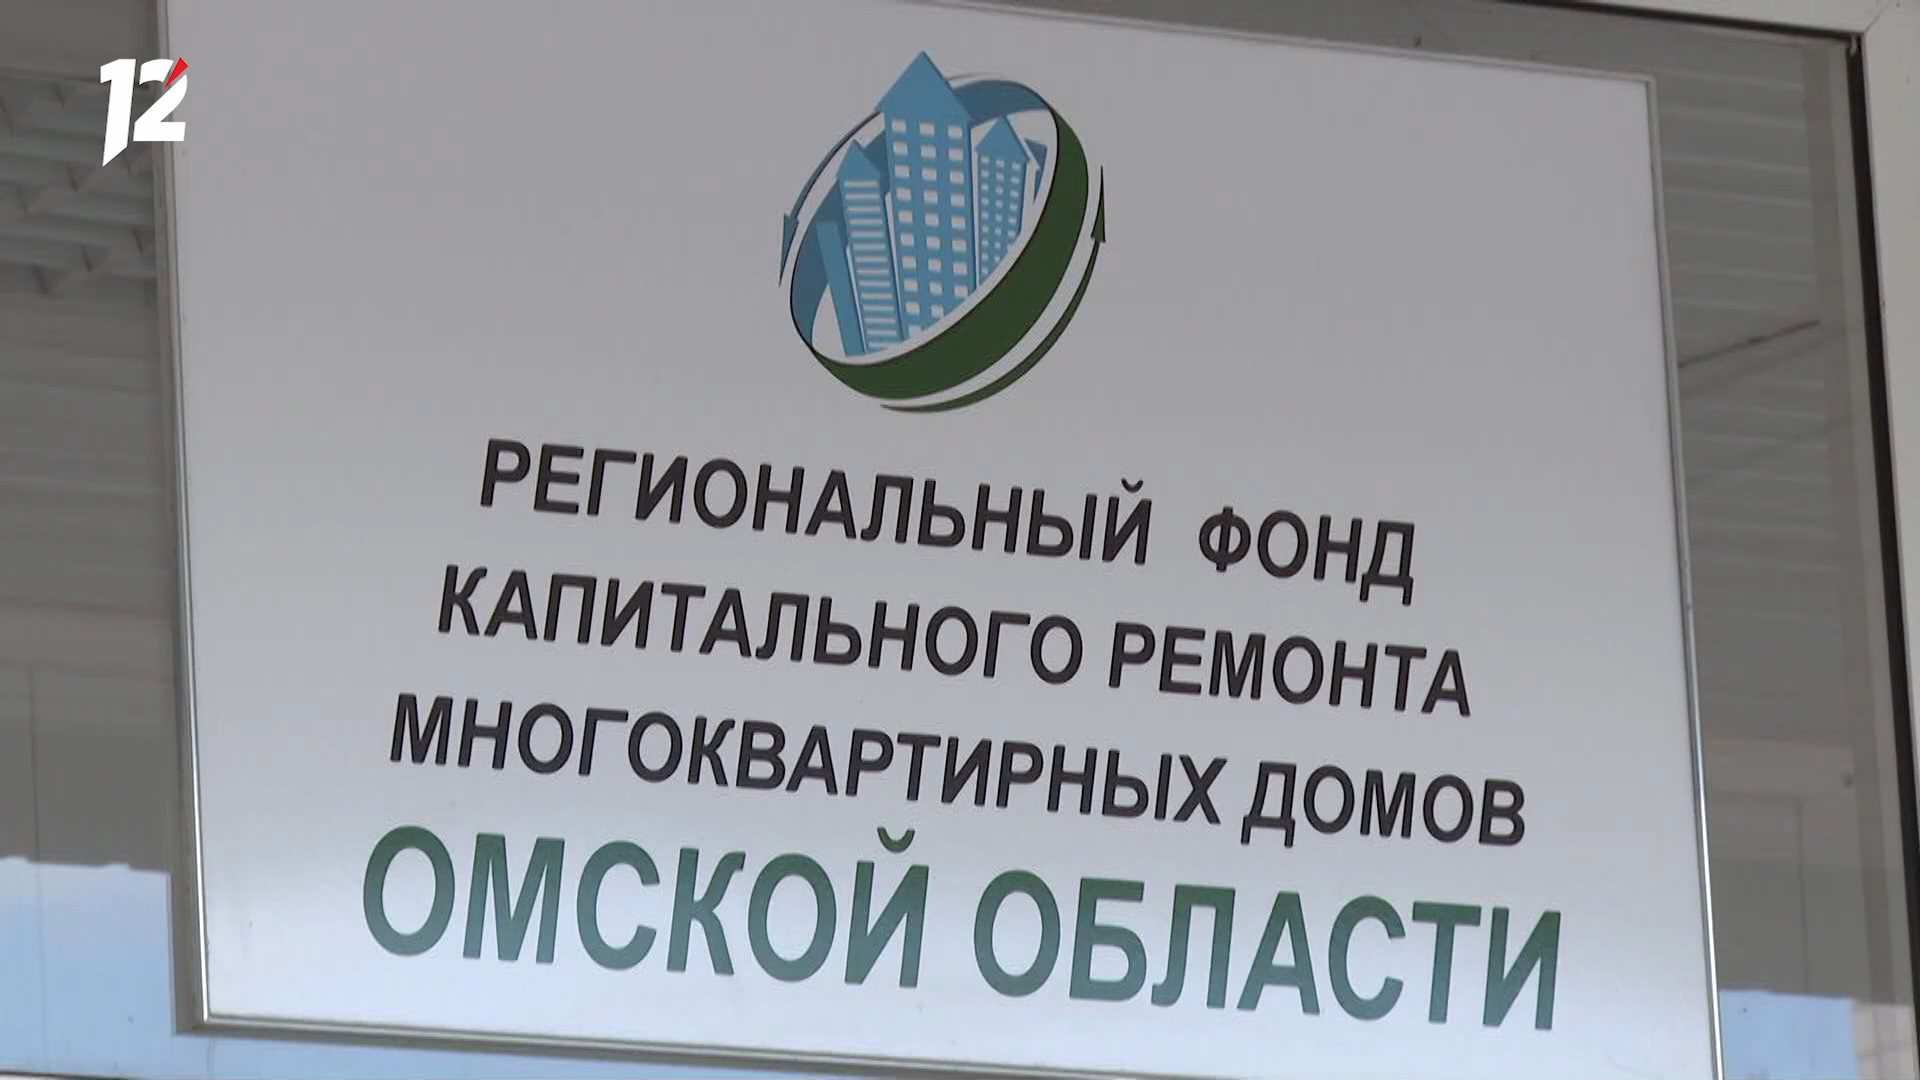 12
РЕГИОНАЛЬНЫЙ ФОНД
КАПИТАЛЬНОГО РЕМОНТА
МНОГОКВАРТИРНЫХ ДОМОВ
ОМСКОЙ ОБЛАСТИ